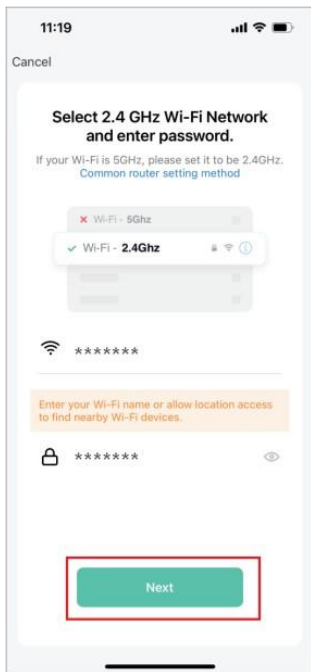 11:19
Cancel
Select 2.4 GHz Wi-Fi Network
and enter password.
If your Wi-Fi is 5GHz, please set it to be 2.4GHz.
Common router setting method
Wi-Fi - 5Ghz
Wi-Fi - 2.4Ghz
*******
Enter your Wi-Fi name or allow location access
to find nearby Wi-Fi devices.
*******
Next